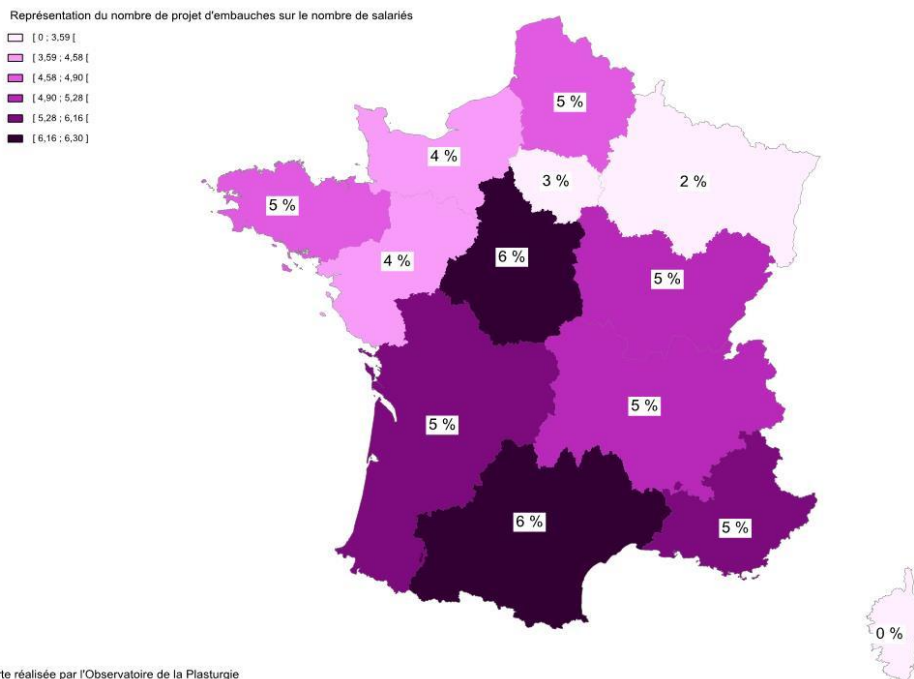 Représentation du nombre de projet d'embauches sur le nombre de salariés
[ 0 ; 3,59 [
[ 3,59 ; 4,58 [
[ 4,58 ; 4,90 [
[ 4,90 ; 5,28 [
[ 5,28 ; 6,16 [
[ 6,16 ; 6,30 ]
5 %
4 %
3 %
2 %
5 %
4 %
6 %
5 %
5 %
5 %
6 %
5 %
0 %
rte réalisée par l'Observatoire de la Plasturgie